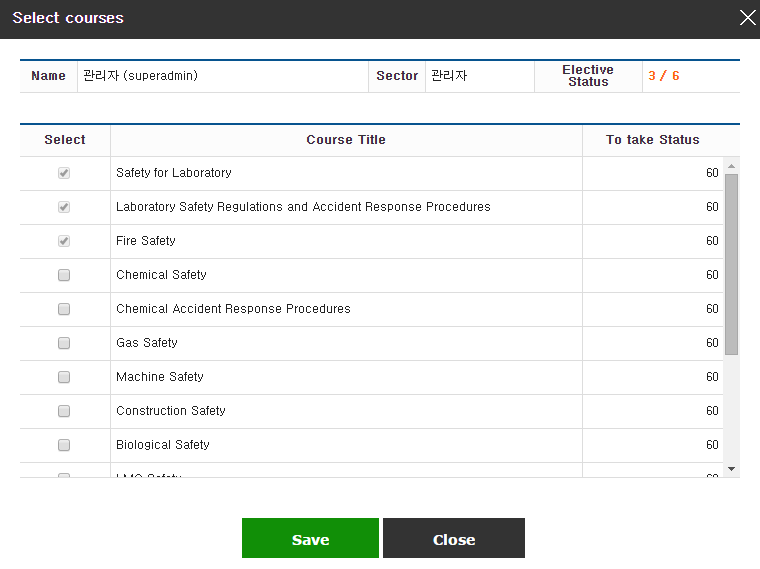 Select courses
Name 관리자 (superadmin) Sector 관리자 Elective Status 3 / 6
Select Course Title To take Status
Safety for Laboratory 60
Laboratory Safety Regulations and Accident Response Procedures 60
Fire Safety 60
Chemical Safety 60
Chemical Accident Response Procedures 60
Gas Safety 60
Machine Safety 60
Construction Safety 60
Biological Safety 60
LMO Safety 60
Save Close